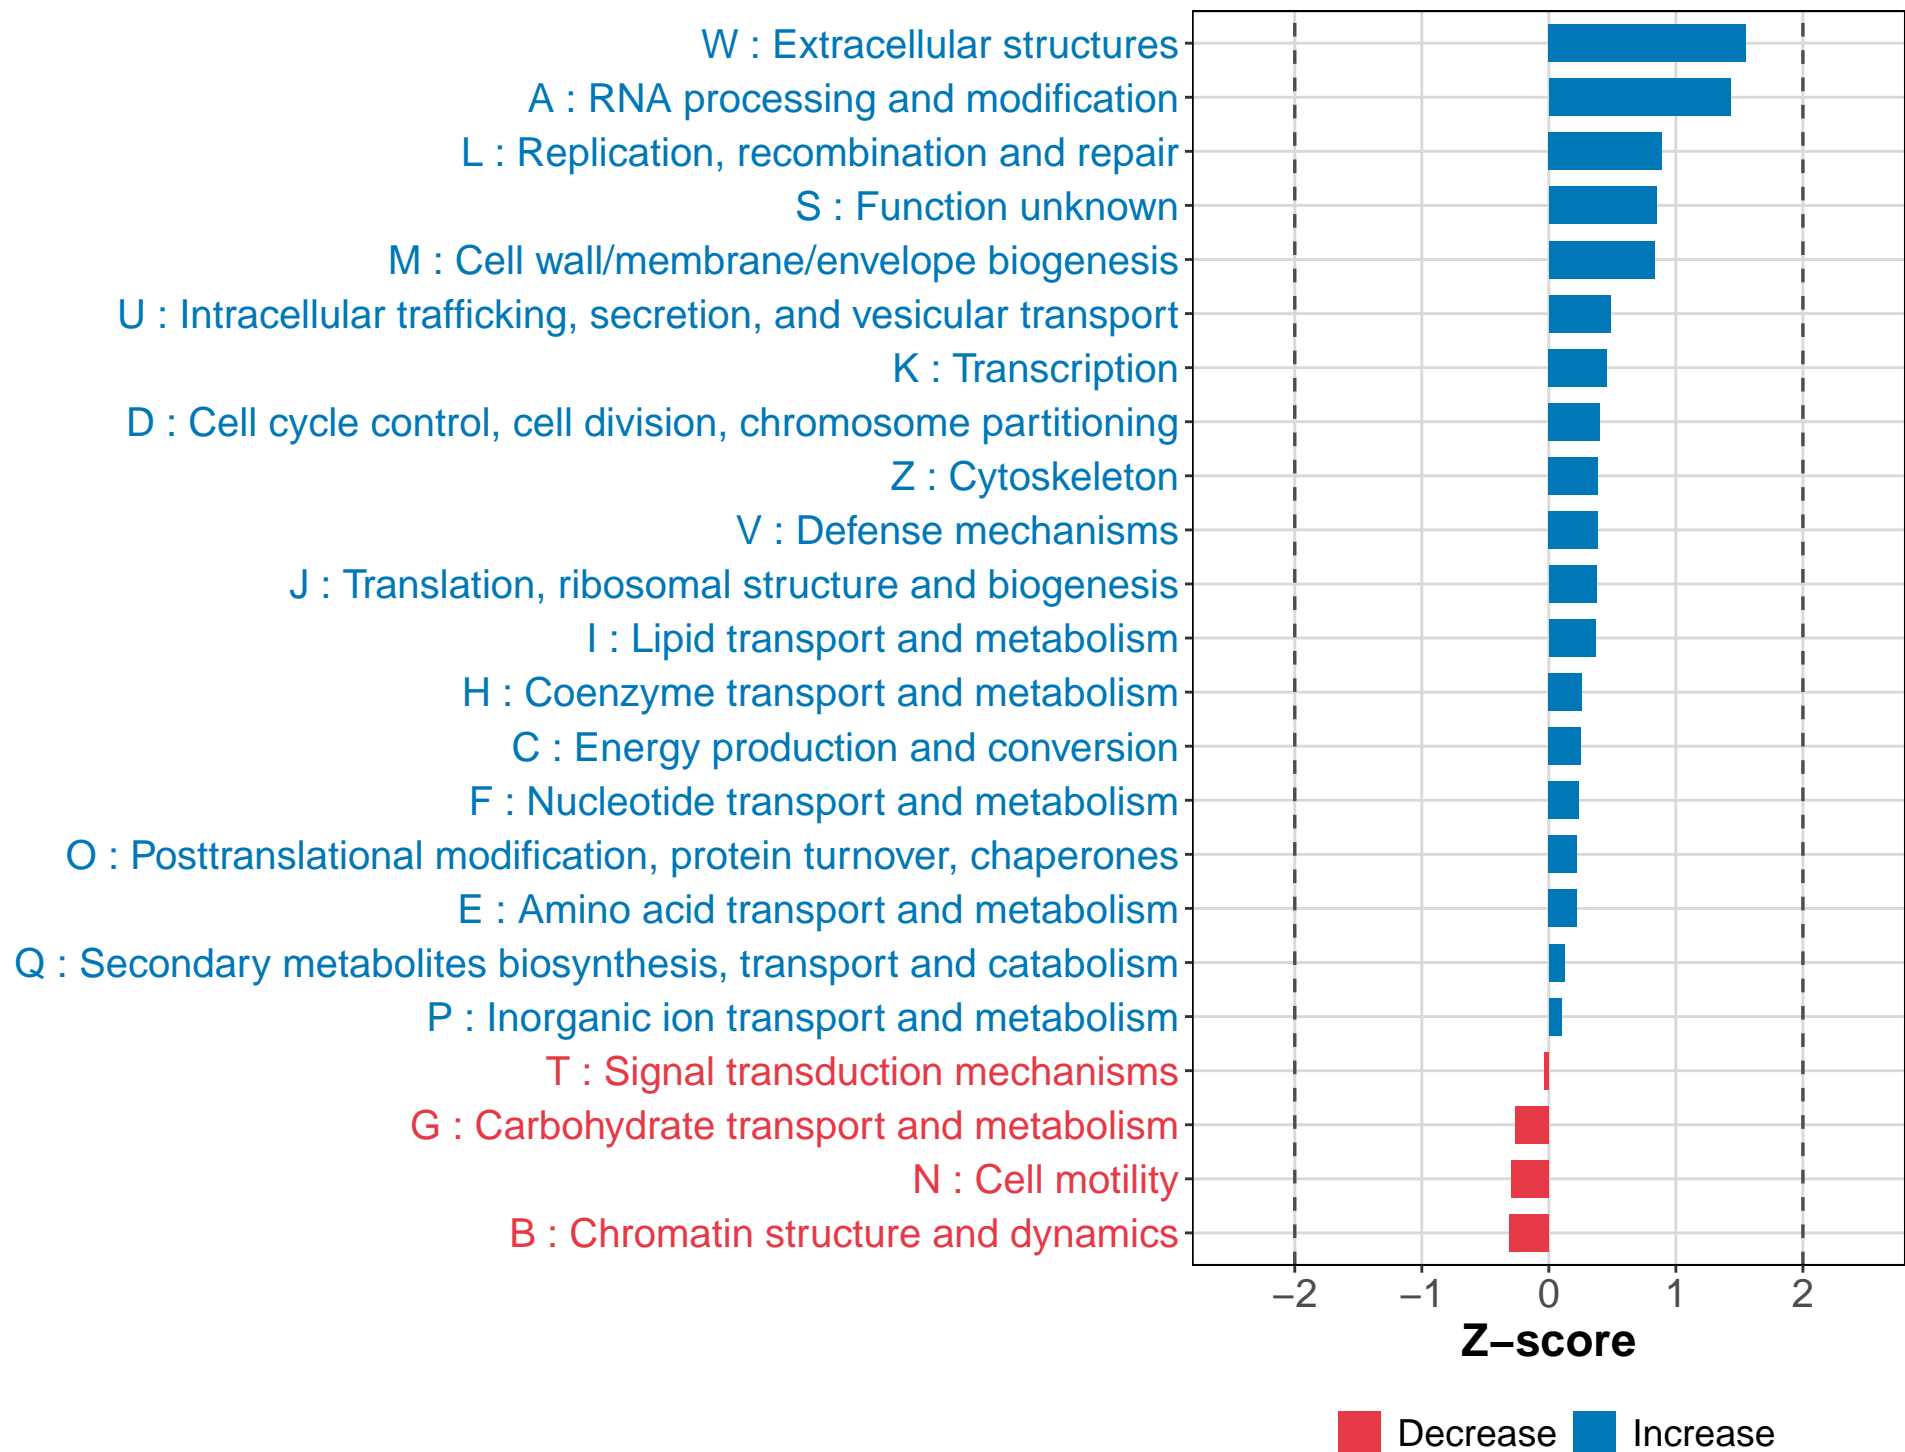 W : Extracellular structures
A : RNA processing and modification
L : Replication, recombination and repair
S : Function unknown
M : Cell wall/membrane/envelope biogenesis
U : Intracellular trafficking, secretion, and vesicular transport
K : Transcription
D : Cell cycle control, cell division, chromosome partitioning
Z : Cytoskeleton
V : Defense mechanisms
J : Translation, ribosomal structure and biogenesis
I : Lipid transport and metabolism
H : Coenzyme transport and metabolism
C : Energy production and conversion
F : Nucleotide transport and metabolism
O : Posttranslational modification, protein turnover, chaperones
E : Amino acid transport and metabolism
Q : Secondary metabolites biosynthesis, transport and catabolism
P : Inorganic ion transport and metabolism
T : Signal transduction mechanisms
G : Carbohydrate transport and metabolism
N : Cell motility
B : Chromatin structure and dynamics
−2 −1 0 1 2
Z−score
Decrease Increase